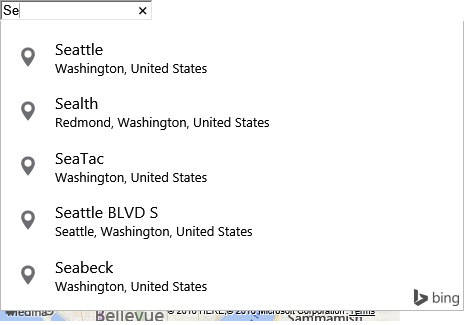 Se ×
Seattle
Washington, United States
Sealth
Redmond, Washington, United States
SeaTac
Washington, United States
Seattle BLVD S
Seattle, Washington, United States
Seabeck
Washington, United States
bing
Medina Bellevue © 2016 HERE, © 2016 Microsoft Corporation Terms
Sammamish